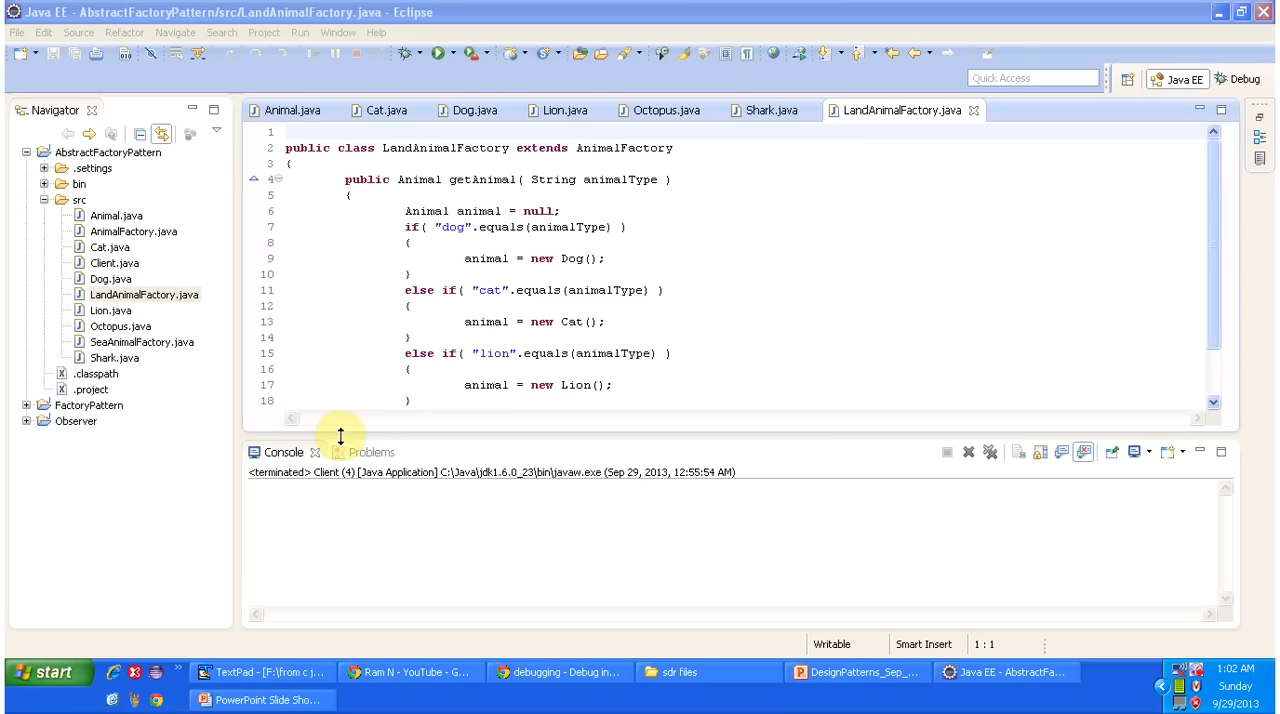 Java EE - AbstractFactoryPattern/src/LandAnimalFactory.java - Eclipse
File Edit Source Refactor Navigate Search Project Run Window Help
Quick Access
Java EE
Debug
Navigator
AbstractFactoryPattern
.settings
bin
src
Animal.java
AnimalFactory.java
Cat.java
Client.java
Dog.java
LandAnimalFactory.java
Lion.java
Octopus.java
SeaAnimalFactory.java
Shark.java
.classpath
.project
FactoryPattern
Observer
Animal.java Cat.java Dog.java Lion.java Octopus.java Shark.java LandAnimalFactory.java
1
2 public class LandAnimalFactory extends AnimalFactory
3 {
4 public Animal getAnimal( String animalType )
5 {
6 Animal animal = null;
7 if( "dog".equals(animalType) )
8 {
9 animal = new Dog();
10 }
11 else if( "cat".equals(animalType) )
12 {
13 animal = new Cat();
14 }
15 else if( "lion".equals(animalType) )
16 {
17 animal = new Lion();
18 }
Console Problems
<terminated> Client (4) [Java Application] C:\Java\jdk1.6.0_23\bin\javaw.exe (Sep 29, 2013, 12:55:54 AM)
Writable Smart Insert 1 : 1
start
TextPad - [F:\from c j...
Ram N - YouTube - G...
debugging - Debug in...
sdr files
DesignPatterns_Sep_...
Java EE - AbstractFa...
PowerPoint Slide Sho...
1:02 AM
Sunday
9/29/2013